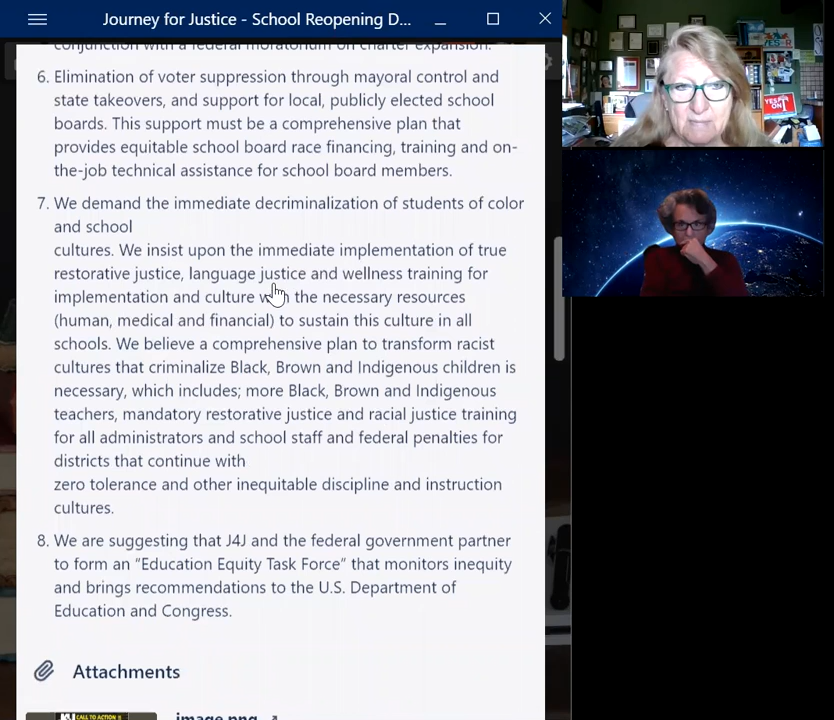 Journey for Justice - School Reopening D...
conjunction with a federal moratorium on charter expansion.
6. Elimination of voter suppression through mayoral control and
state takeovers, and support for local, publicly elected school
boards. This support must be a comprehensive plan that
provides equitable school board race financing, training and on-
the-job technical assistance for school board members.
7. We demand the immediate decriminalization of students of color
and school
cultures. We insist upon the immediate implementation of true
restorative justice, language justice and wellness training for
implementation and culture with the necessary resources
(human, medical and financial) to sustain this culture in all
schools. We believe a comprehensive plan to transform racist
cultures that criminalize Black, Brown and Indigenous children is
necessary, which includes; more Black, Brown and Indigenous
teachers, mandatory restorative justice and racial justice training
for all administrators and school staff and federal penalties for
districts that continue with
zero tolerance and other inequitable discipline and instruction
cultures.
8. We are suggesting that J4J and the federal government partner
to form an “Education Equity Task Force” that monitors inequity
and brings recommendations to the U.S. Department of
Education and Congress.
Attachments
CALL TO ACTION
image.png